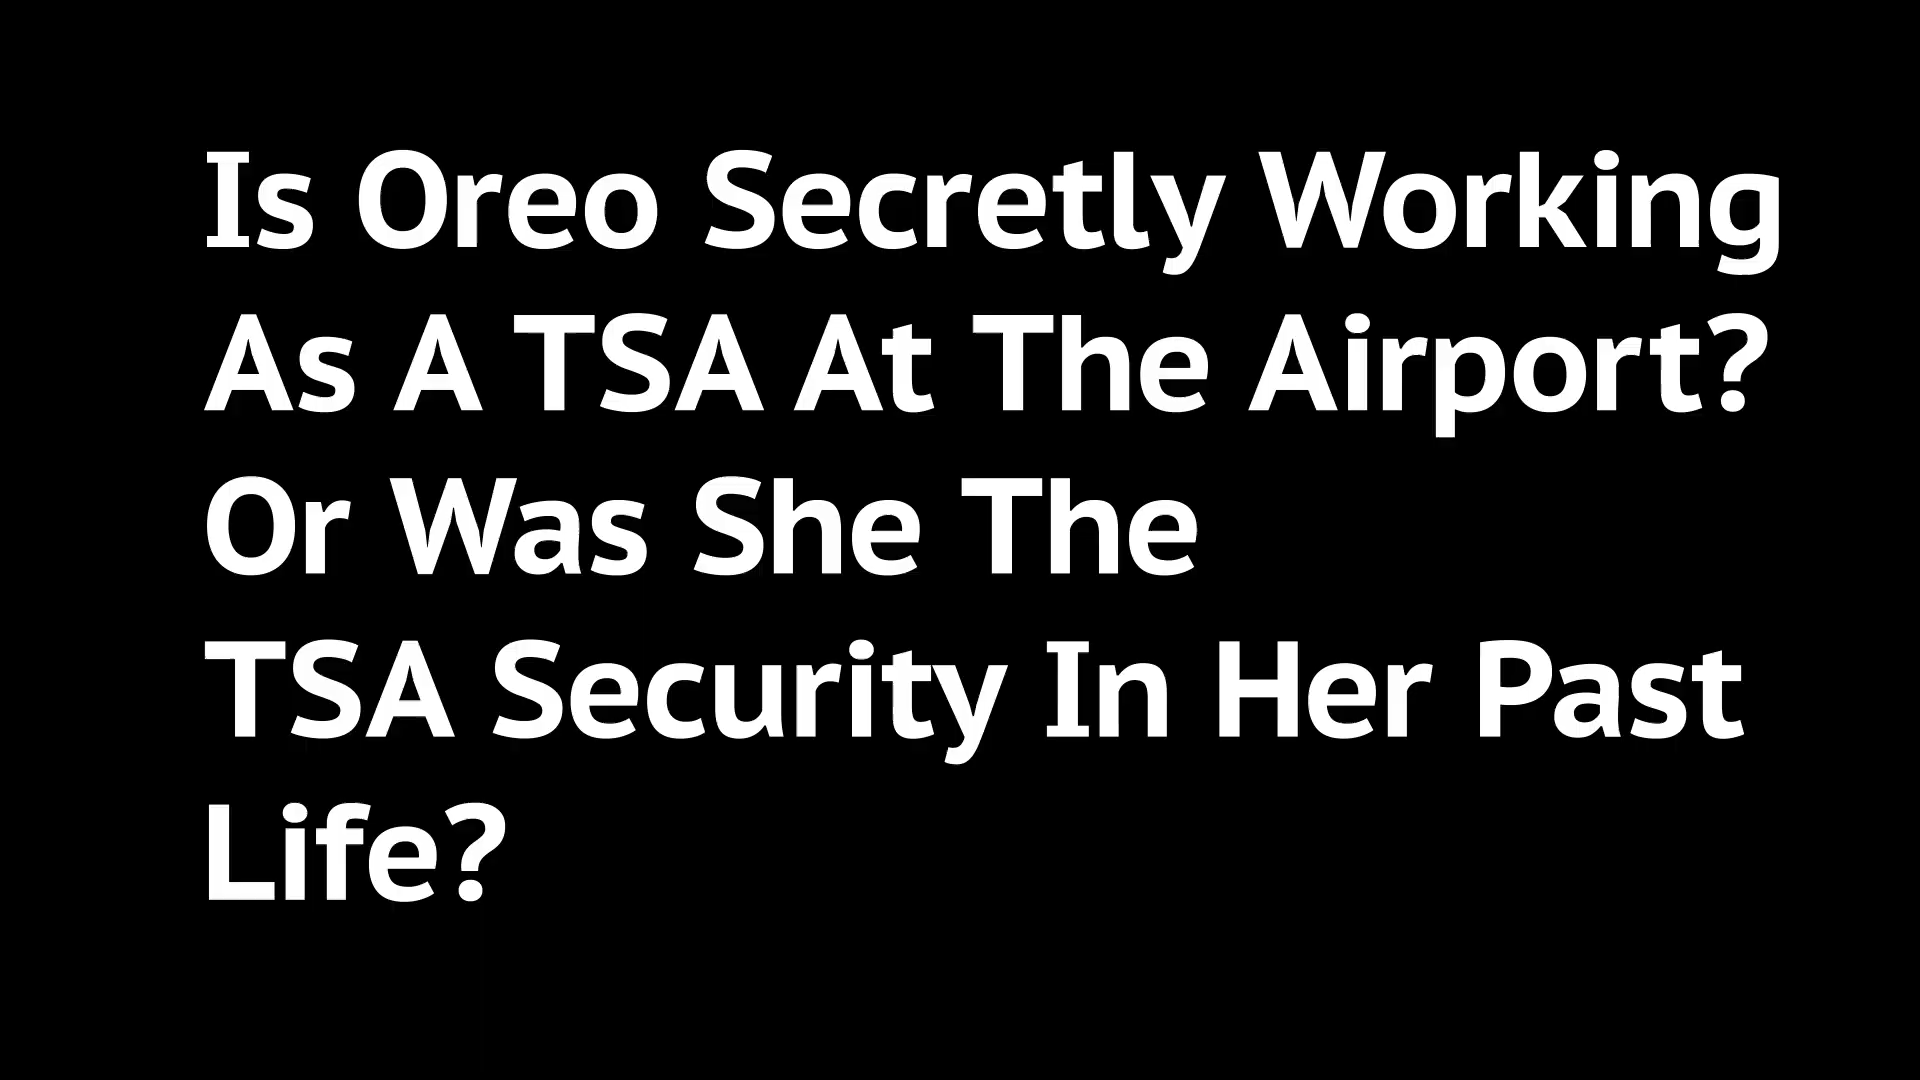 Is Oreo Secretly Working
As A TSA At The Airport?
Or Was She The
TSA Security In Her Past
Life?